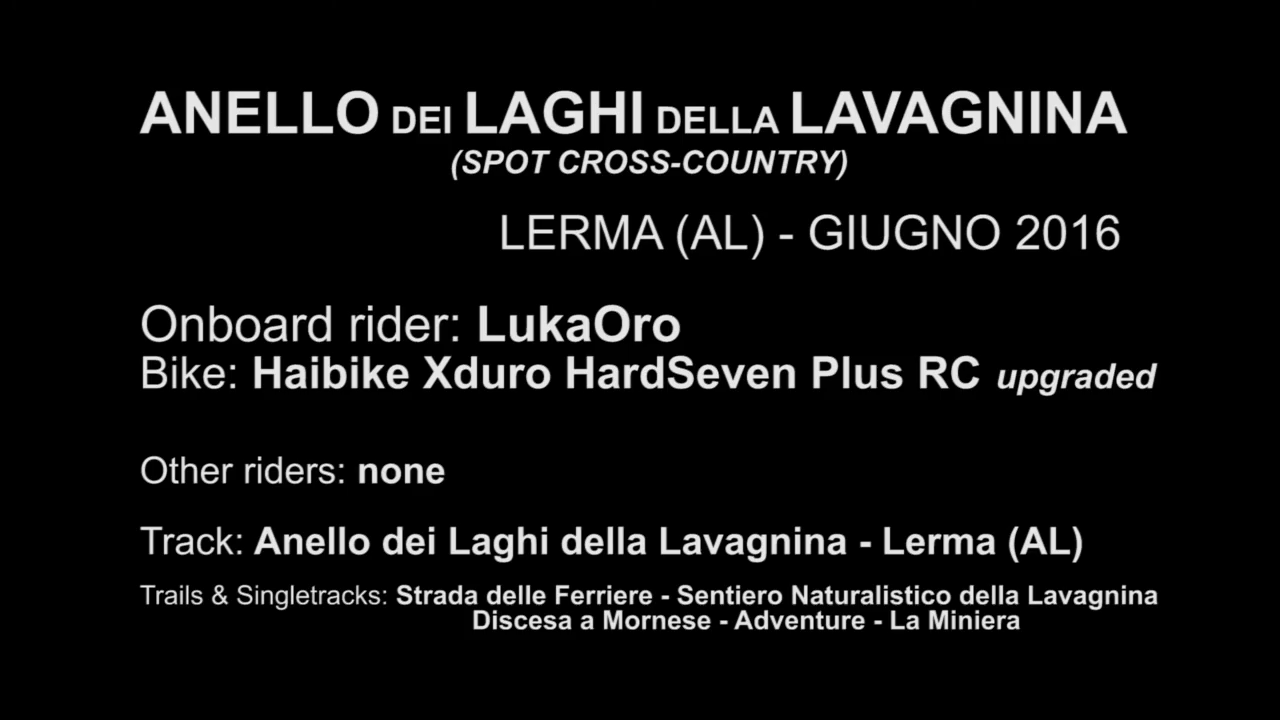 ANELLO DEI LAGHI DELLA LAVAGNINA
(SPOT CROSS-COUNTRY)
LERMA (AL) - GIUGNO 2016
Onboard rider: LukaOro
Bike: Haibike Xduro HardSeven Plus RC upgraded
Other riders: none
Track: Anello dei Laghi della Lavagnina - Lerma (AL)
Trails & Singletracks: Strada delle Ferriere - Sentiero Naturalistico della Lavagnina
Discesa a Mornese - Adventure - La Miniera